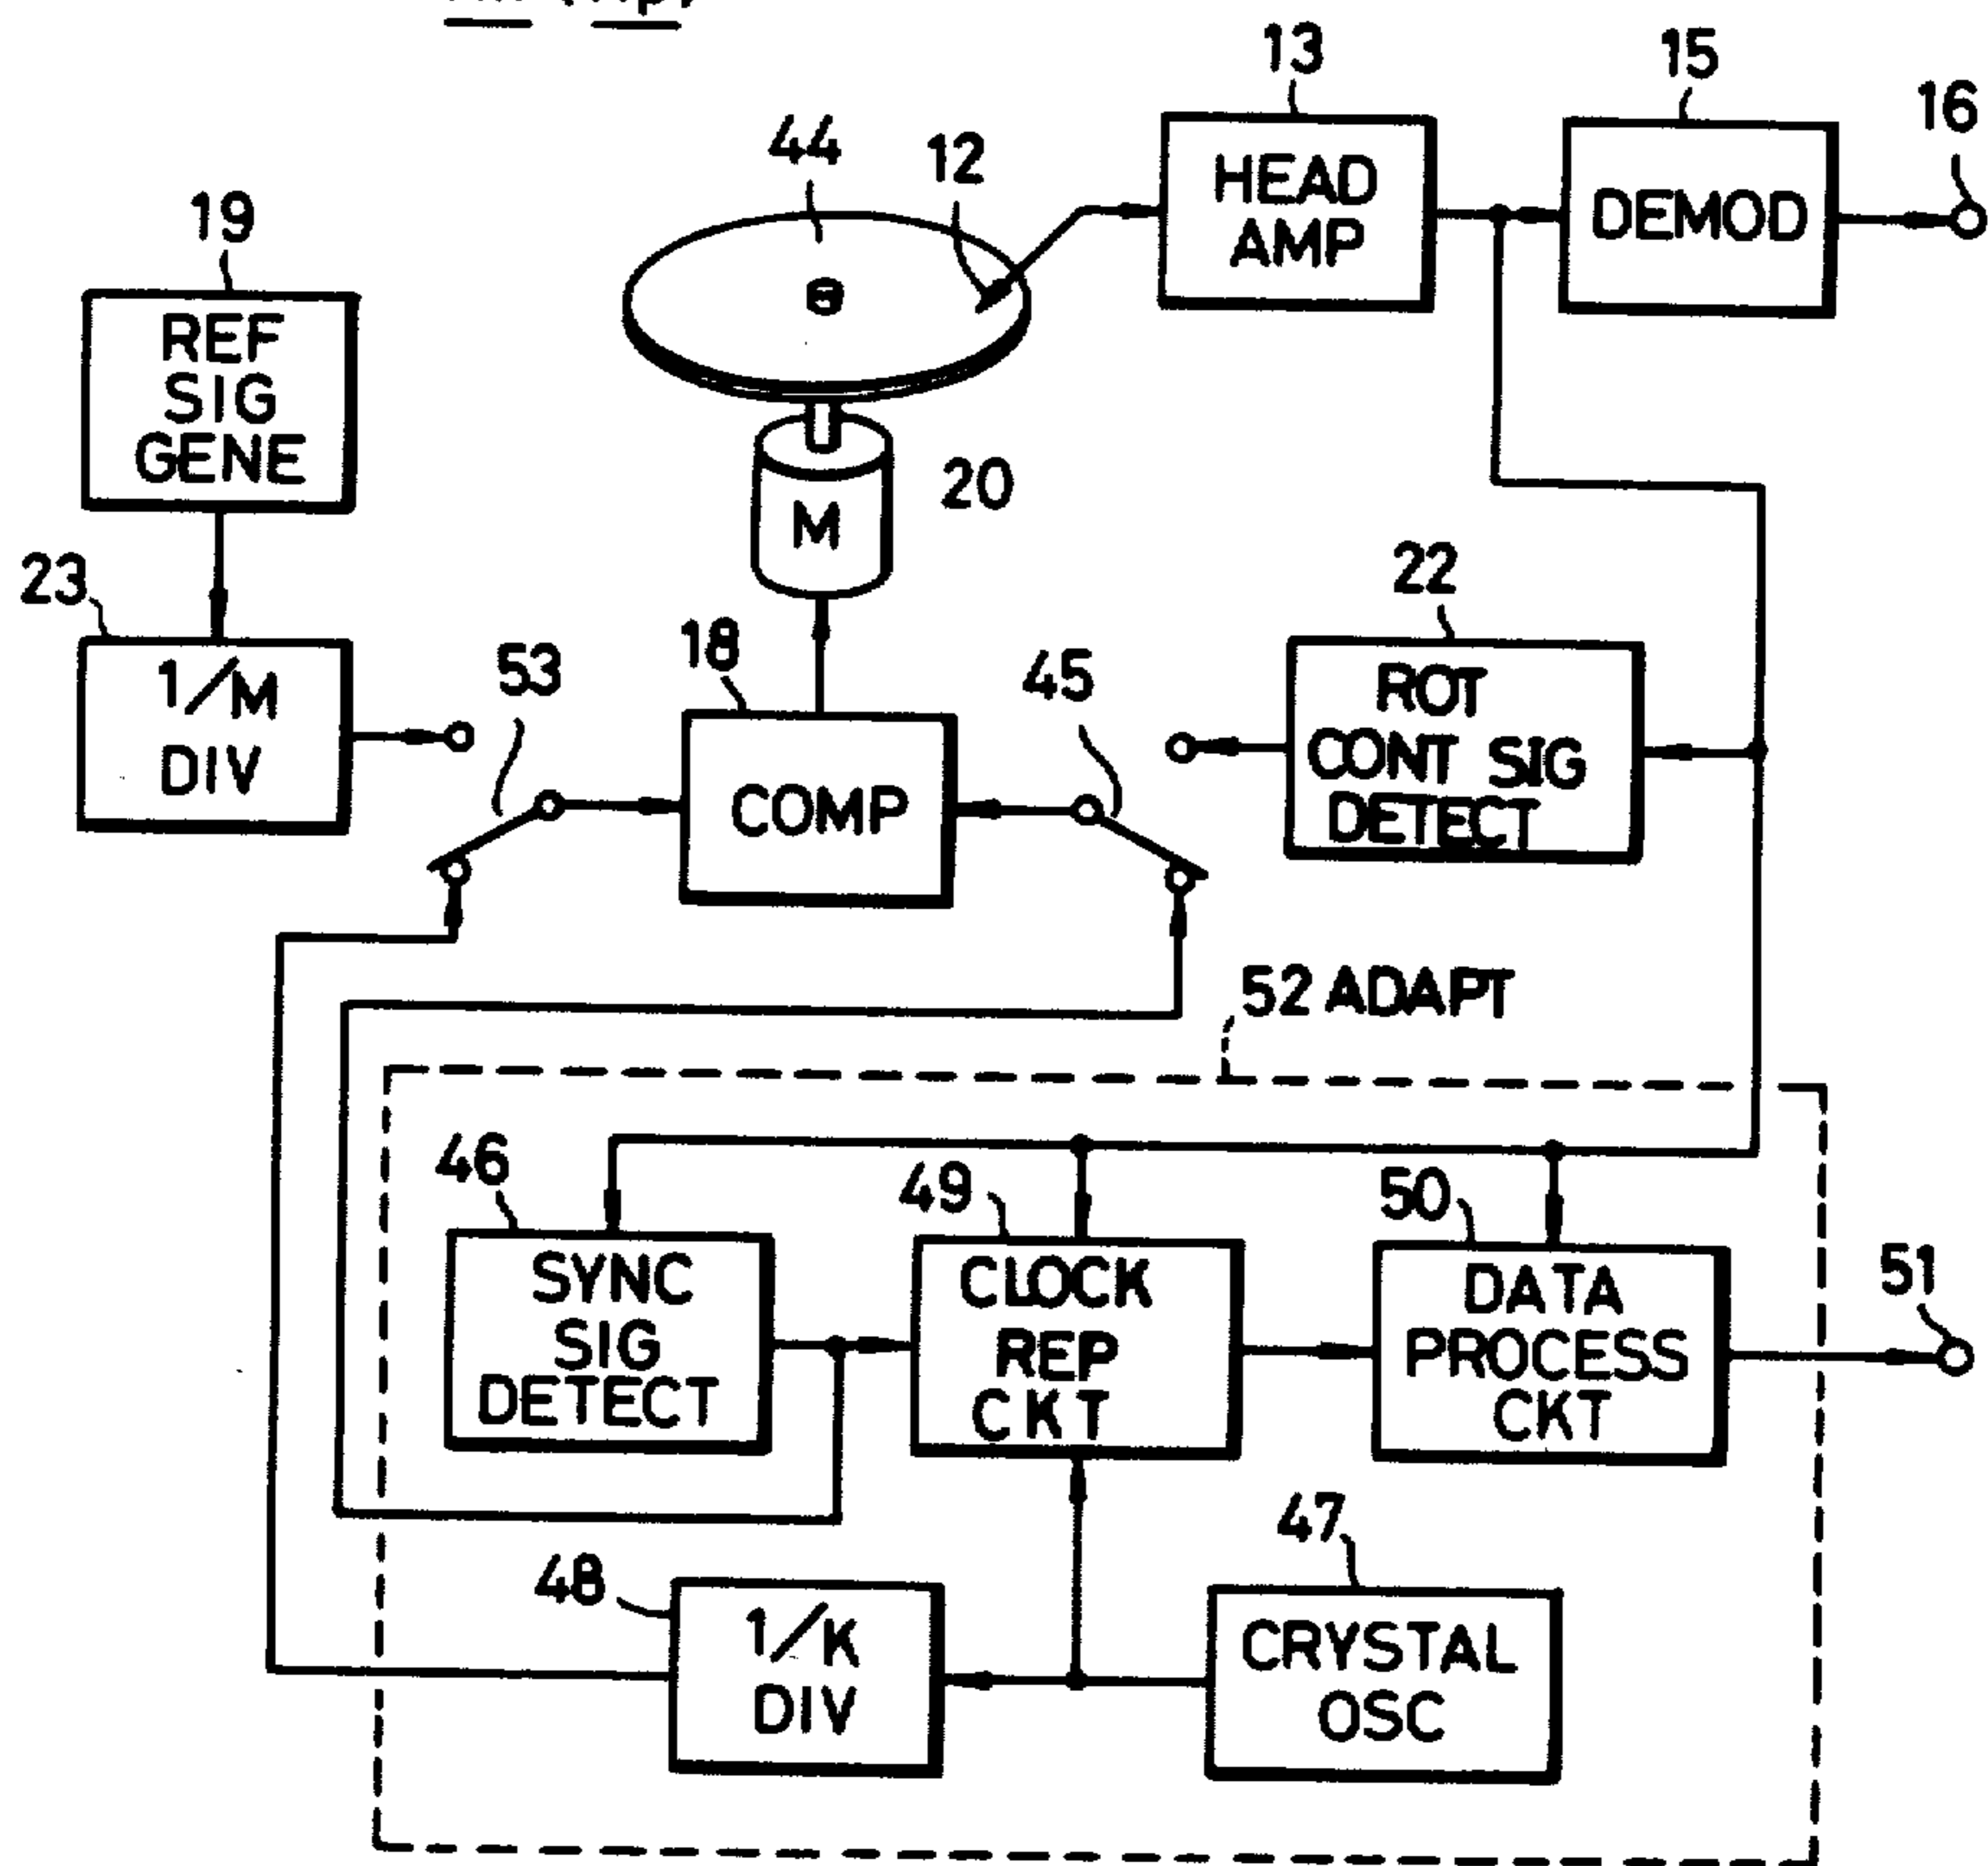 13
15
16
44
12
HEAD
AMP
DEMOD
19
REF
SIG
GENE
20
M
23
22
1/M
DIV
53
18
45
ROT
CONT SIG
DETECT
COMP
52 ADAPT
46
49
50
51
SYNC
SIG
DETECT
CLOCK
REP
CKT
DATA
PROCESS
CKT
47
48
1/K
DIV
CRYSTAL
OSC